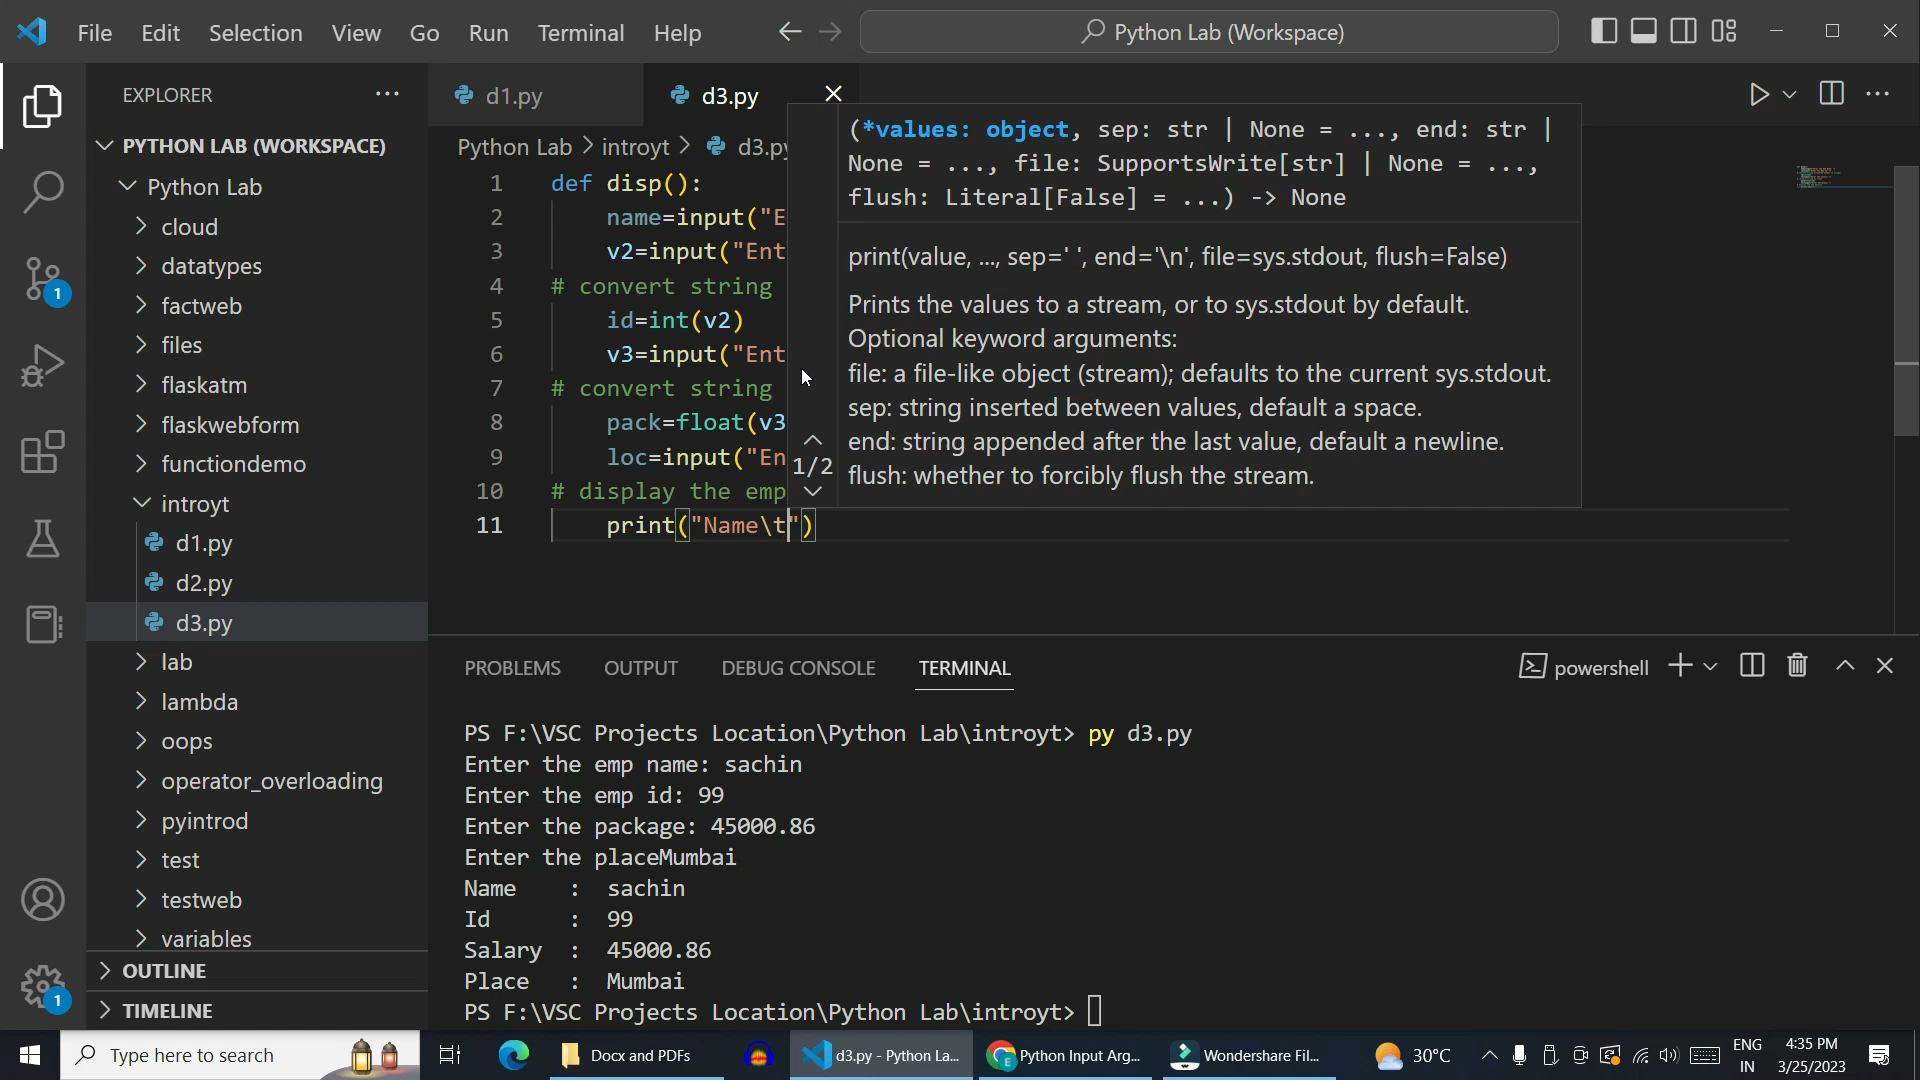 File Edit Selection View Go Run Terminal Help
Python Lab (Workspace)
EXPLORER
PYTHON LAB (WORKSPACE)
Python Lab
cloud
datatypes
factweb
files
flaskatm
flaskwebform
functiondemo
introyt
d1.py
d2.py
d3.py
lab
lambda
oops
operator_overloading
pyintrod
test
testweb
variables
OUTLINE
TIMELINE
1
1
d1.py
d3.py
Python Lab > introyt > d3.py
1 def disp():
2 name=input("E
3 v2=input("Ent
4 # convert string
5 id=int(v2)
6 v3=input("Ent
7 # convert string
8 pack=float(v3
9 loc=input("En
10 # display the emp
11 print("Name\t")
1/2
(*values: object, sep: str | None = ..., end: str |
None = ..., file: SupportsWrite[str] | None = ...,
flush: Literal[False] = ...) -> None
print(value, ..., sep=' ', end='\n', file=sys.stdout, flush=False)
Prints the values to a stream, or to sys.stdout by default.
Optional keyword arguments:
file: a file-like object (stream); defaults to the current sys.stdout.
sep: string inserted between values, default a space.
end: string appended after the last value, default a newline.
flush: whether to forcibly flush the stream.
PROBLEMS OUTPUT DEBUG CONSOLE TERMINAL
powershell
PS F:\VSC Projects Location\Python Lab\introyt> py d3.py
Enter the emp name: sachin
Enter the emp id: 99
Enter the package: 45000.86
Enter the placeMumbai
Name : sachin
Id : 99
Salary : 45000.86
Place : Mumbai
PS F:\VSC Projects Location\Python Lab\introyt>
Type here to search
Docx and PDFs
d3.py - Python La...
Python Input Arg...
Wondershare Fil...
30°C
ENG
IN
4:35 PM
3/25/2023